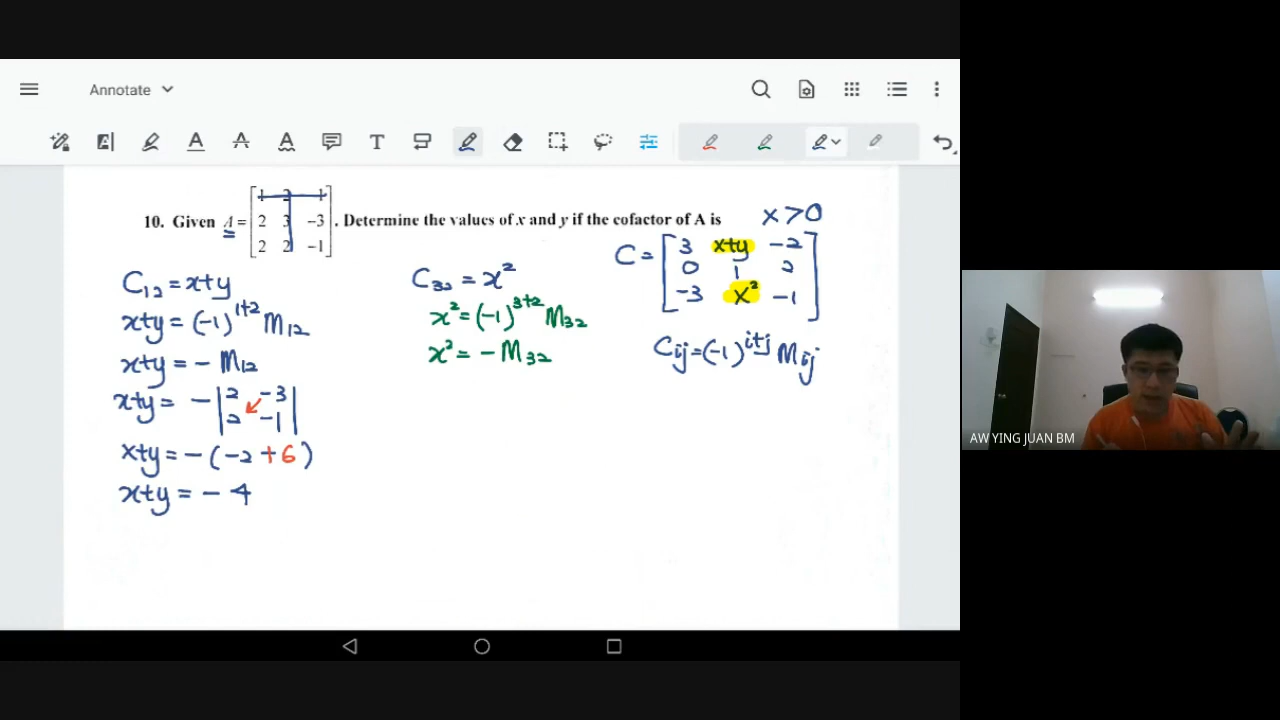 Annotate
10. Given A = [1 2 1
2 3 -3
2 2 -1]. Determine the values of x and y if the cofactor of A is
x > 0
C = [3 x+y -2
0 1 2
-3 x² -1]
Cij = (-1)^i+j Mij
C12 = x+y
x+y = (-1)^1+2 M12
x+y = - M12
x+y = - |2 -3
2 -1|
x+y = - (-2 + 6)
x+y = - 4
C32 = x²
x² = (-1)^3+2 M32
x² = - M32
AW YING JUAN BM